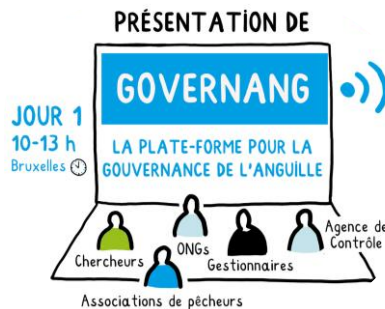 PRÉSENTATION DE
GOVERNANG
JOUR 1
10-13 h
Bruxelles
LA PLATE-FORME POUR LA
GOUVERNANCE DE L'ANGUILLE
Chercheurs
ONGs
Gestionnaires
Agence de
Contrôle
Associations de pêcheurs